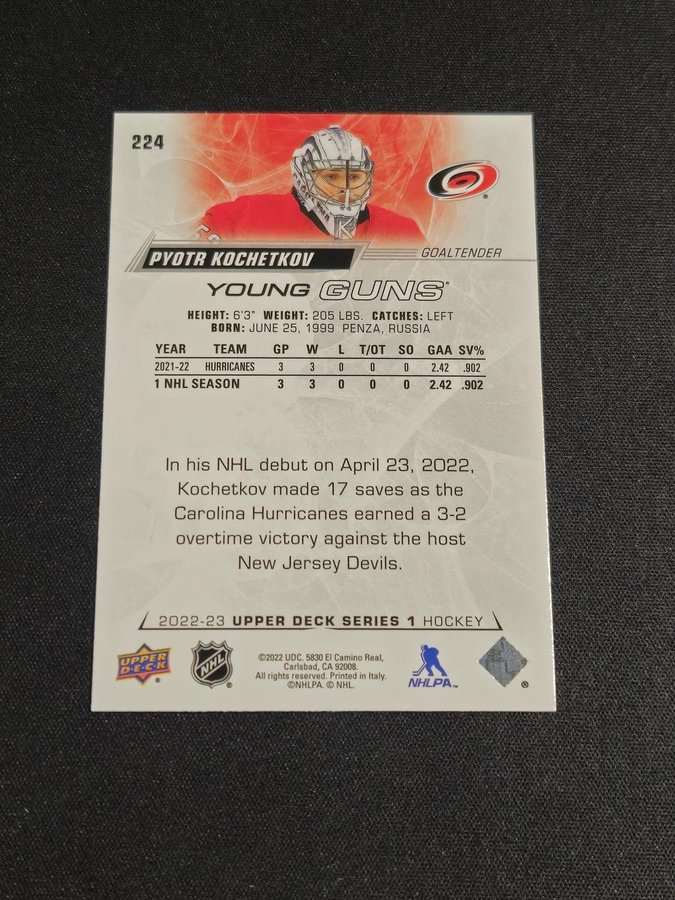 224
PYOTR KOCHETKOV
GOALTENDER
YOUNG GUNS®
HEIGHT: 6'3" WEIGHT: 205 LBS. CATCHES: LEFT
BORN: JUNE 25, 1999 PENZA, RUSSIA
YEAR TEAM GP W L T/OT SO GAA SV%
2021-22 HURRICANES 3 3 0 0 0 2.42 .902
1 NHL SEASON 3 3 0 0 0 2.42 .902
In his NHL debut on April 23, 2022,
Kochetkov made 17 saves as the
Carolina Hurricanes earned a 3-2
overtime victory against the host
New Jersey Devils.
2022-23 UPPER DECK SERIES 1 HOCKEY
UPPER
DECK
NHL
©2022 UDC. 5830 El Camino Real,
Carlsbad, CA 92008.
All rights reserved. Printed in Italy.
©NHLPA. © NHL.
NHLPA™